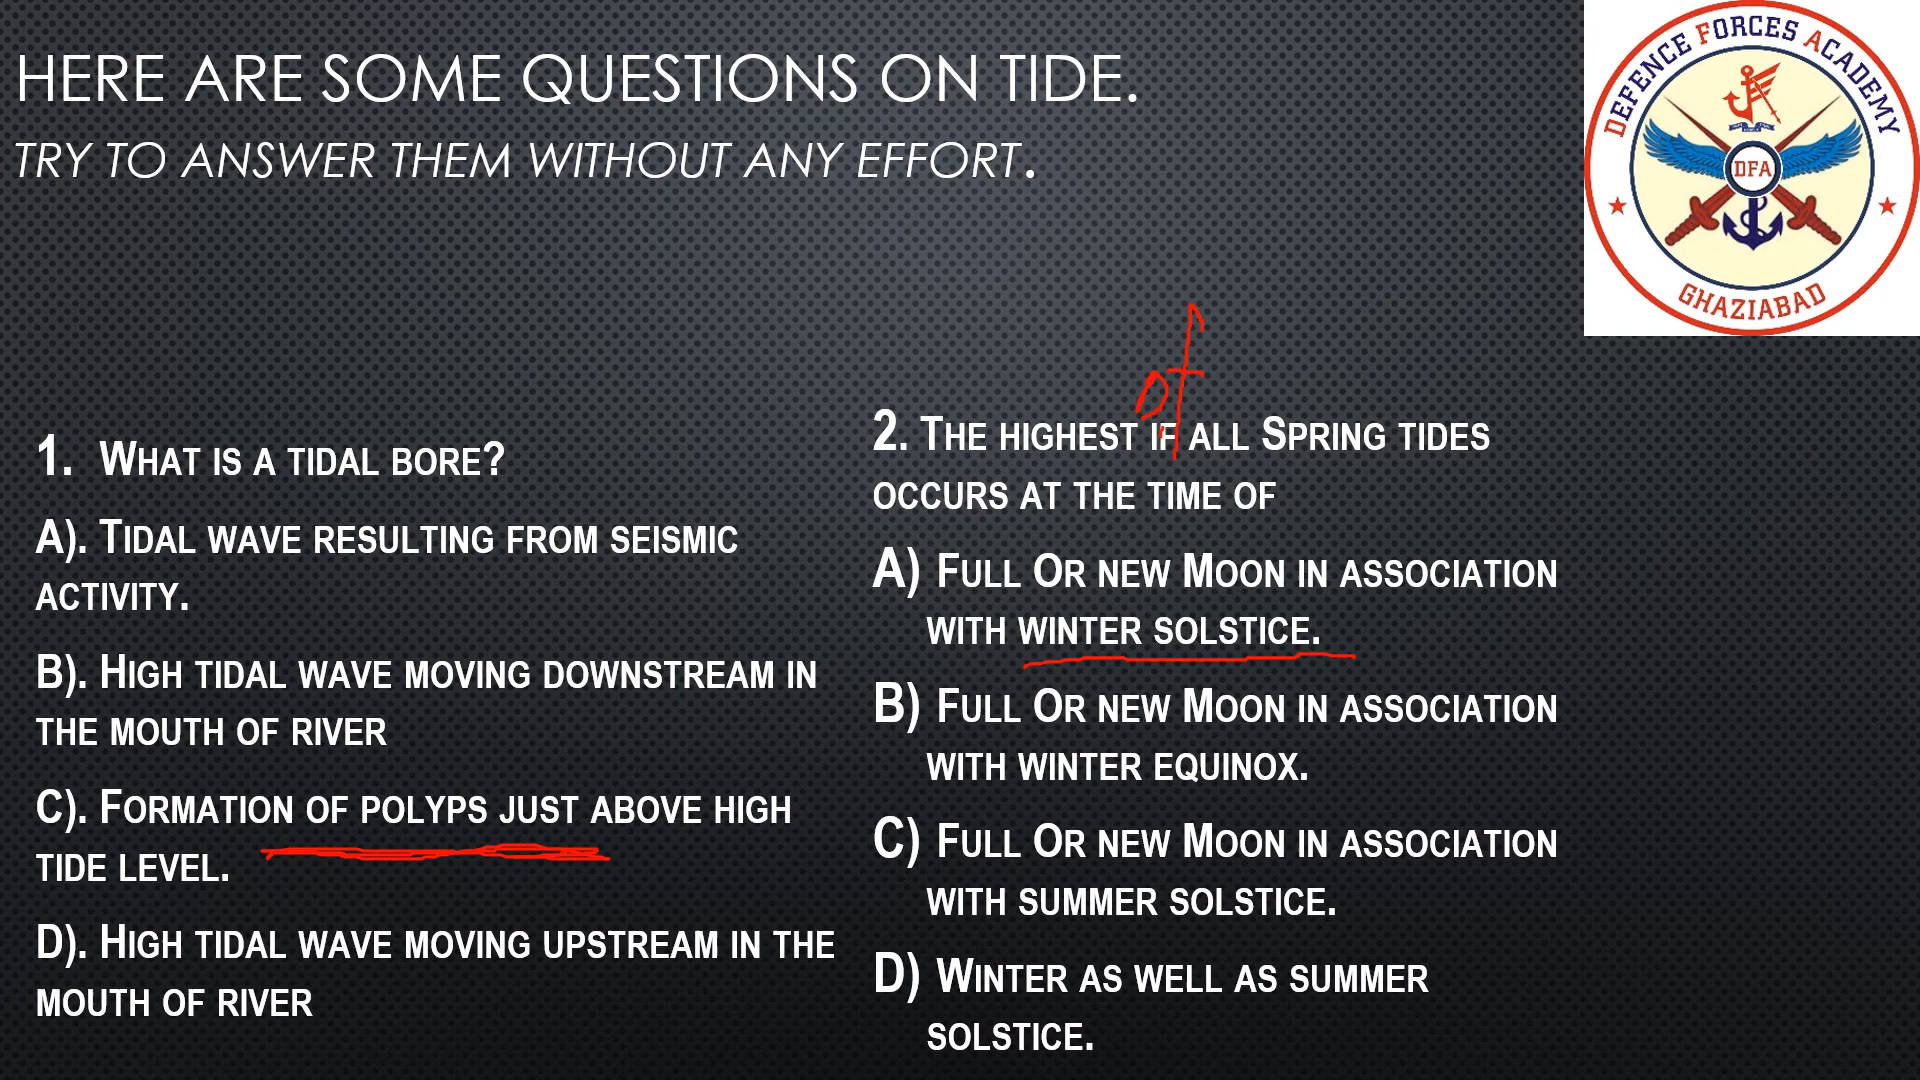 HERE ARE SOME QUESTIONS ON TIDE.
TRY TO ANSWER THEM WITHOUT ANY EFFORT.
DEFENCE FORCES ACADEMY
DFA
GHAZIABAD
1. WHAT IS A TIDAL BORE?
A). TIDAL WAVE RESULTING FROM SEISMIC
ACTIVITY.
B). HIGH TIDAL WAVE MOVING DOWNSTREAM IN
THE MOUTH OF RIVER
C). FORMATION OF POLYPS JUST ABOVE HIGH
TIDE LEVEL.
D). HIGH TIDAL WAVE MOVING UPSTREAM IN THE
MOUTH OF RIVER
of
2. THE HIGHEST IF ALL SPRING TIDES
OCCURS AT THE TIME OF
A) FULL OR NEW MOON IN ASSOCIATION
WITH WINTER SOLSTICE.
B) FULL OR NEW MOON IN ASSOCIATION
WITH WINTER EQUINOX.
C) FULL OR NEW MOON IN ASSOCIATION
WITH SUMMER SOLSTICE.
D) WINTER AS WELL AS SUMMER
SOLSTICE.